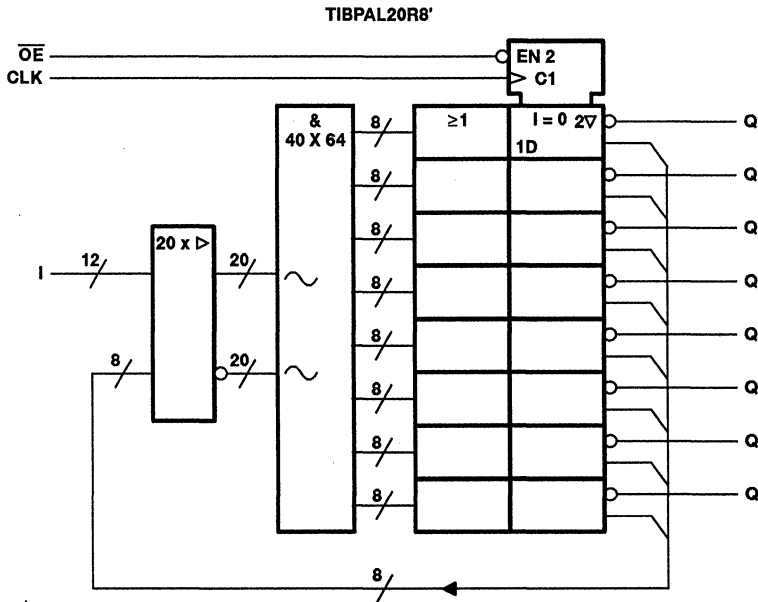 TIBPAL20R8'
OE
EN 2
CLK
C1
&
40 X 64
8
≥1
I = 0
2▽
Q
1D
8
Q
8
Q
20 x ▷
I
12
20
8
Q
8
20
8
Q
8
Q
8
Q
8
Q
8